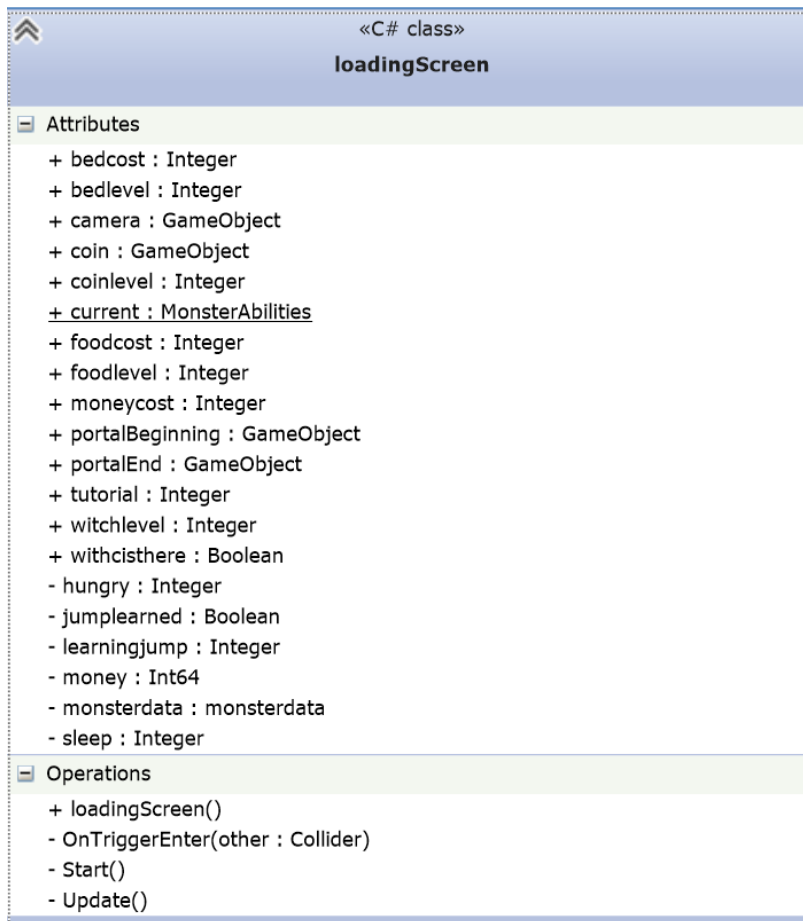 «C# class»
loadingScreen
Attributes
+ bedcost : Integer
+ bedlevel : Integer
+ camera : GameObject
+ coin : GameObject
+ coinlevel : Integer
+ current : MonsterAbilities
+ foodcost : Integer
+ foodlevel : Integer
+ moneycost : Integer
+ portalBeginning : GameObject
+ portalEnd : GameObject
+ tutorial : Integer
+ witchlevel : Integer
+ withcisthere : Boolean
- hungry : Integer
- jumplearned : Boolean
- learningjump : Integer
- money : Int64
- monsterdata : monsterdata
- sleep : Integer
Operations
+ loadingScreen()
- OnTriggerEnter(other : Collider)
- Start()
- Update()